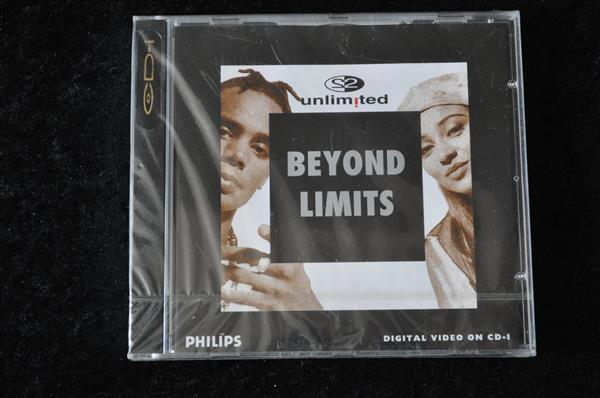 CD-i
2
unlimited
BEYOND
LIMITS
PHILIPS
DIGITAL VIDEO ON CD-I